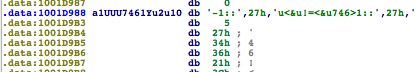 .data:1001D987 db 0
.data:1001D988 a1UUU7461Yu2u10 db '-1::',27h,'u<&u!=<&u746>1::',27h,
.data:1001D9B3 db 5
.data:1001D9B4 db 27h ; '
.data:1001D9B5 db 34h ; 4
.data:1001D9B6 db 36h ; 6
.data:1001D9B7 db 21h ; !